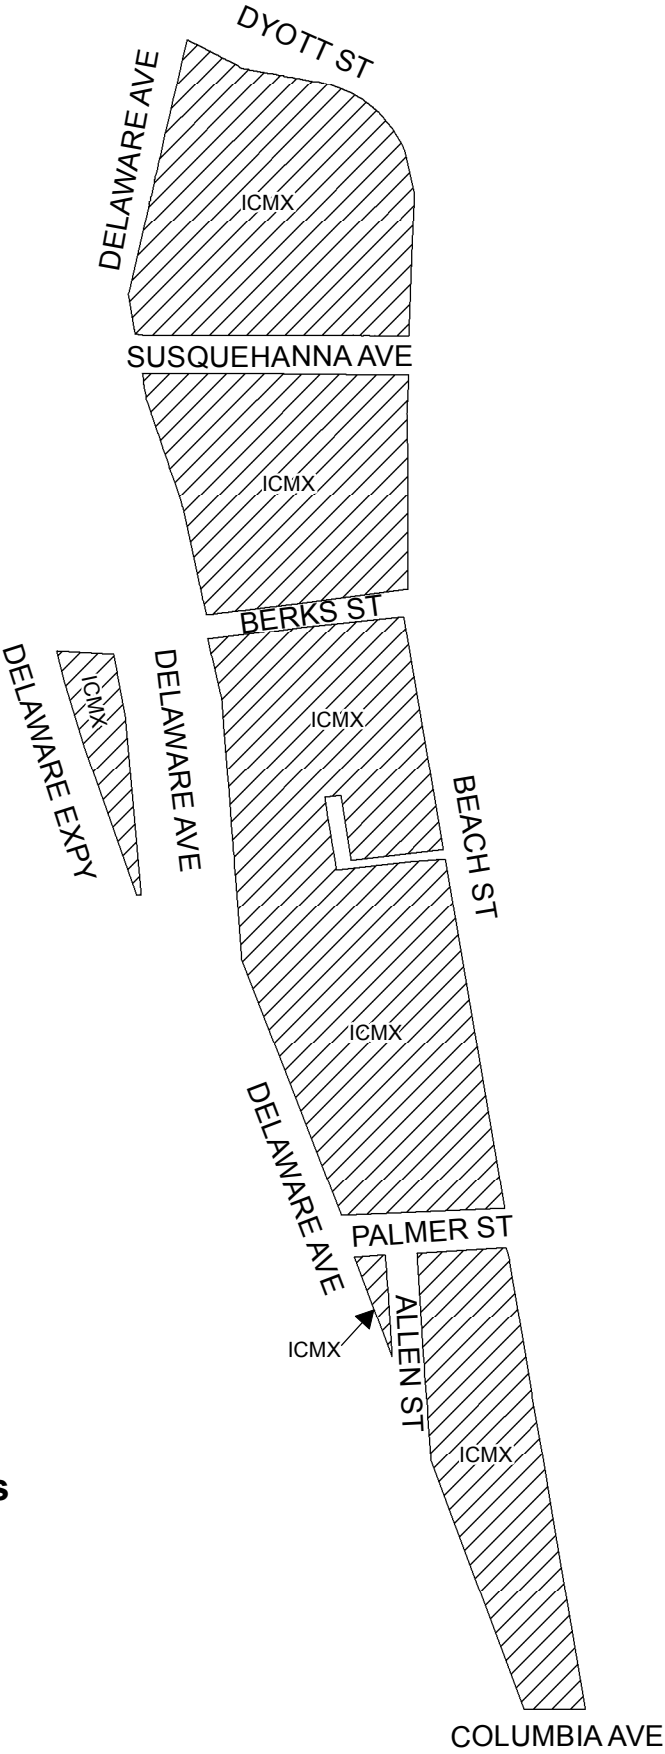 DYOTT ST
DELAWARE AVE
ICMX
SUSQUEHANNA AVE
ICMX
BERKS ST
DELAWARE EXPY
ICMX
DELAWARE AVE
ICMX
BEACH ST
ICMX
DELAWARE AVE
PALMER ST
ICMX
ALLEN ST
ICMX
s
COLUMBIA AVE